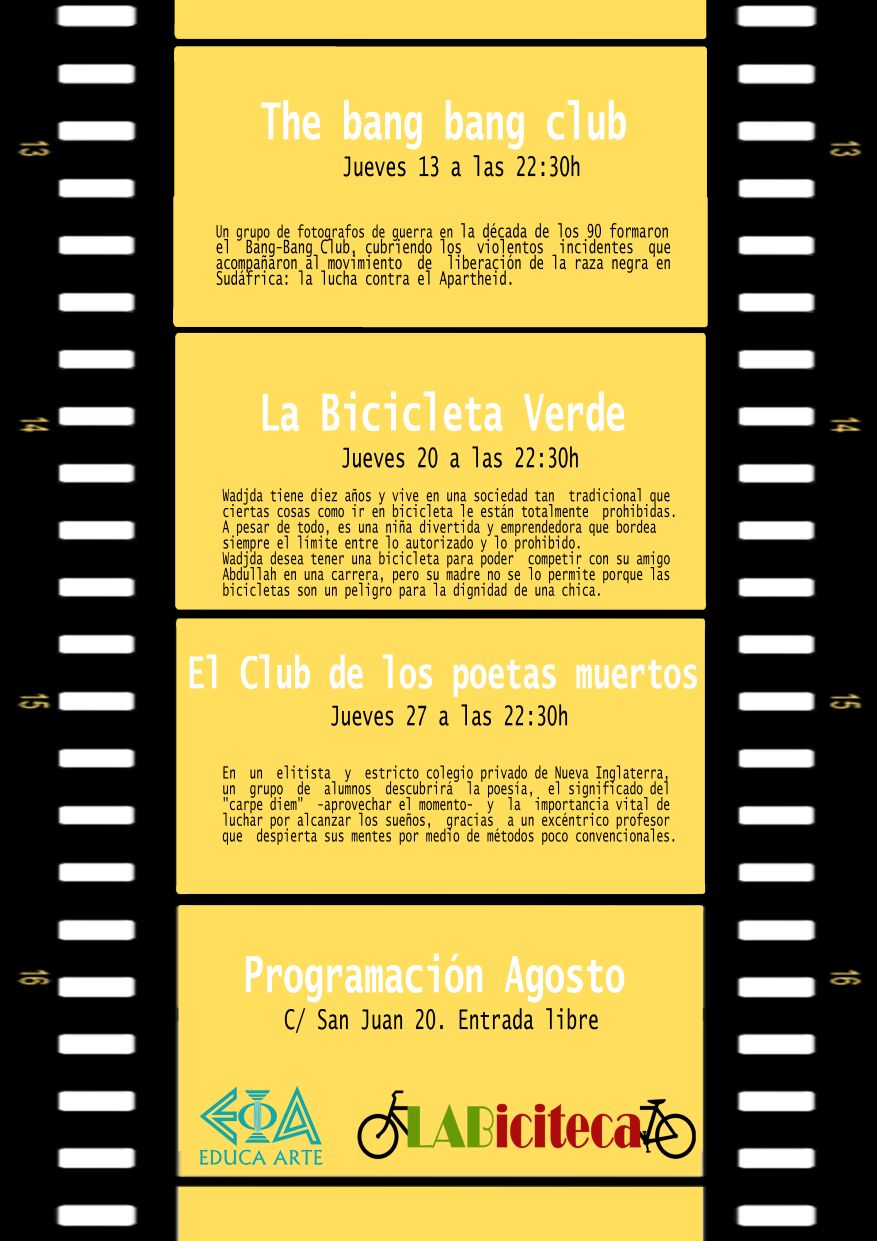 The bang bang club
Jueves 13 a las 22:30h
Un grupo de fotografos de guerra en la década de los 90 formaron
el Bang-Bang Club, cubriendo los violentos incidentes que
acompañaron al movimiento de liberación de la raza negra en
Sudáfrica: la lucha contra el Apartheid.
13
13
La Bicicleta Verde
Jueves 20 a las 22:30h
Wadjda tiene diez años y vive en una sociedad tan tradicional que
ciertas cosas como ir en bicicleta le están totalmente prohibidas.
A pesar de todo, es una niña divertida y emprendedora que bordea
siempre el límite entre lo autorizado y lo prohibido.
Wadjda desea tener una bicicleta para poder competir con su amigo
Abdullah en una carrera, pero su madre no se lo permite porque las
bicicletas son un peligro para la dignidad de una chica.
14
14
El Club de los poetas muertos
Jueves 27 a las 22:30h
En un elitista y estricto colegio privado de Nueva Inglaterra,
un grupo de alumnos descubrirá la poesía, el significado del
"carpe diem" -aprovechar el momento- y la importancia vital de
luchar por alcanzar los sueños, gracias a un excéntrico profesor
que despierta sus mentes por medio de métodos poco convencionales.
15
15
Programación Agosto
C/ San Juan 20. Entrada libre
16
16
EΦA
EDUCA ARTE
LABiciteca